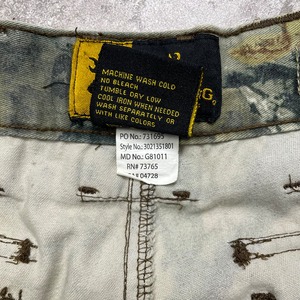 MACHINE WASH COLD
NO BLEACH
TUMBLE DRY LOW
COOL IRON WHEN NEEDED
WASH SEPARATELY OR
WITH LIKE COLORS
PO No.: 731695
Style No.: 3021351801
MD No.: G81011
RN# 73765
04728